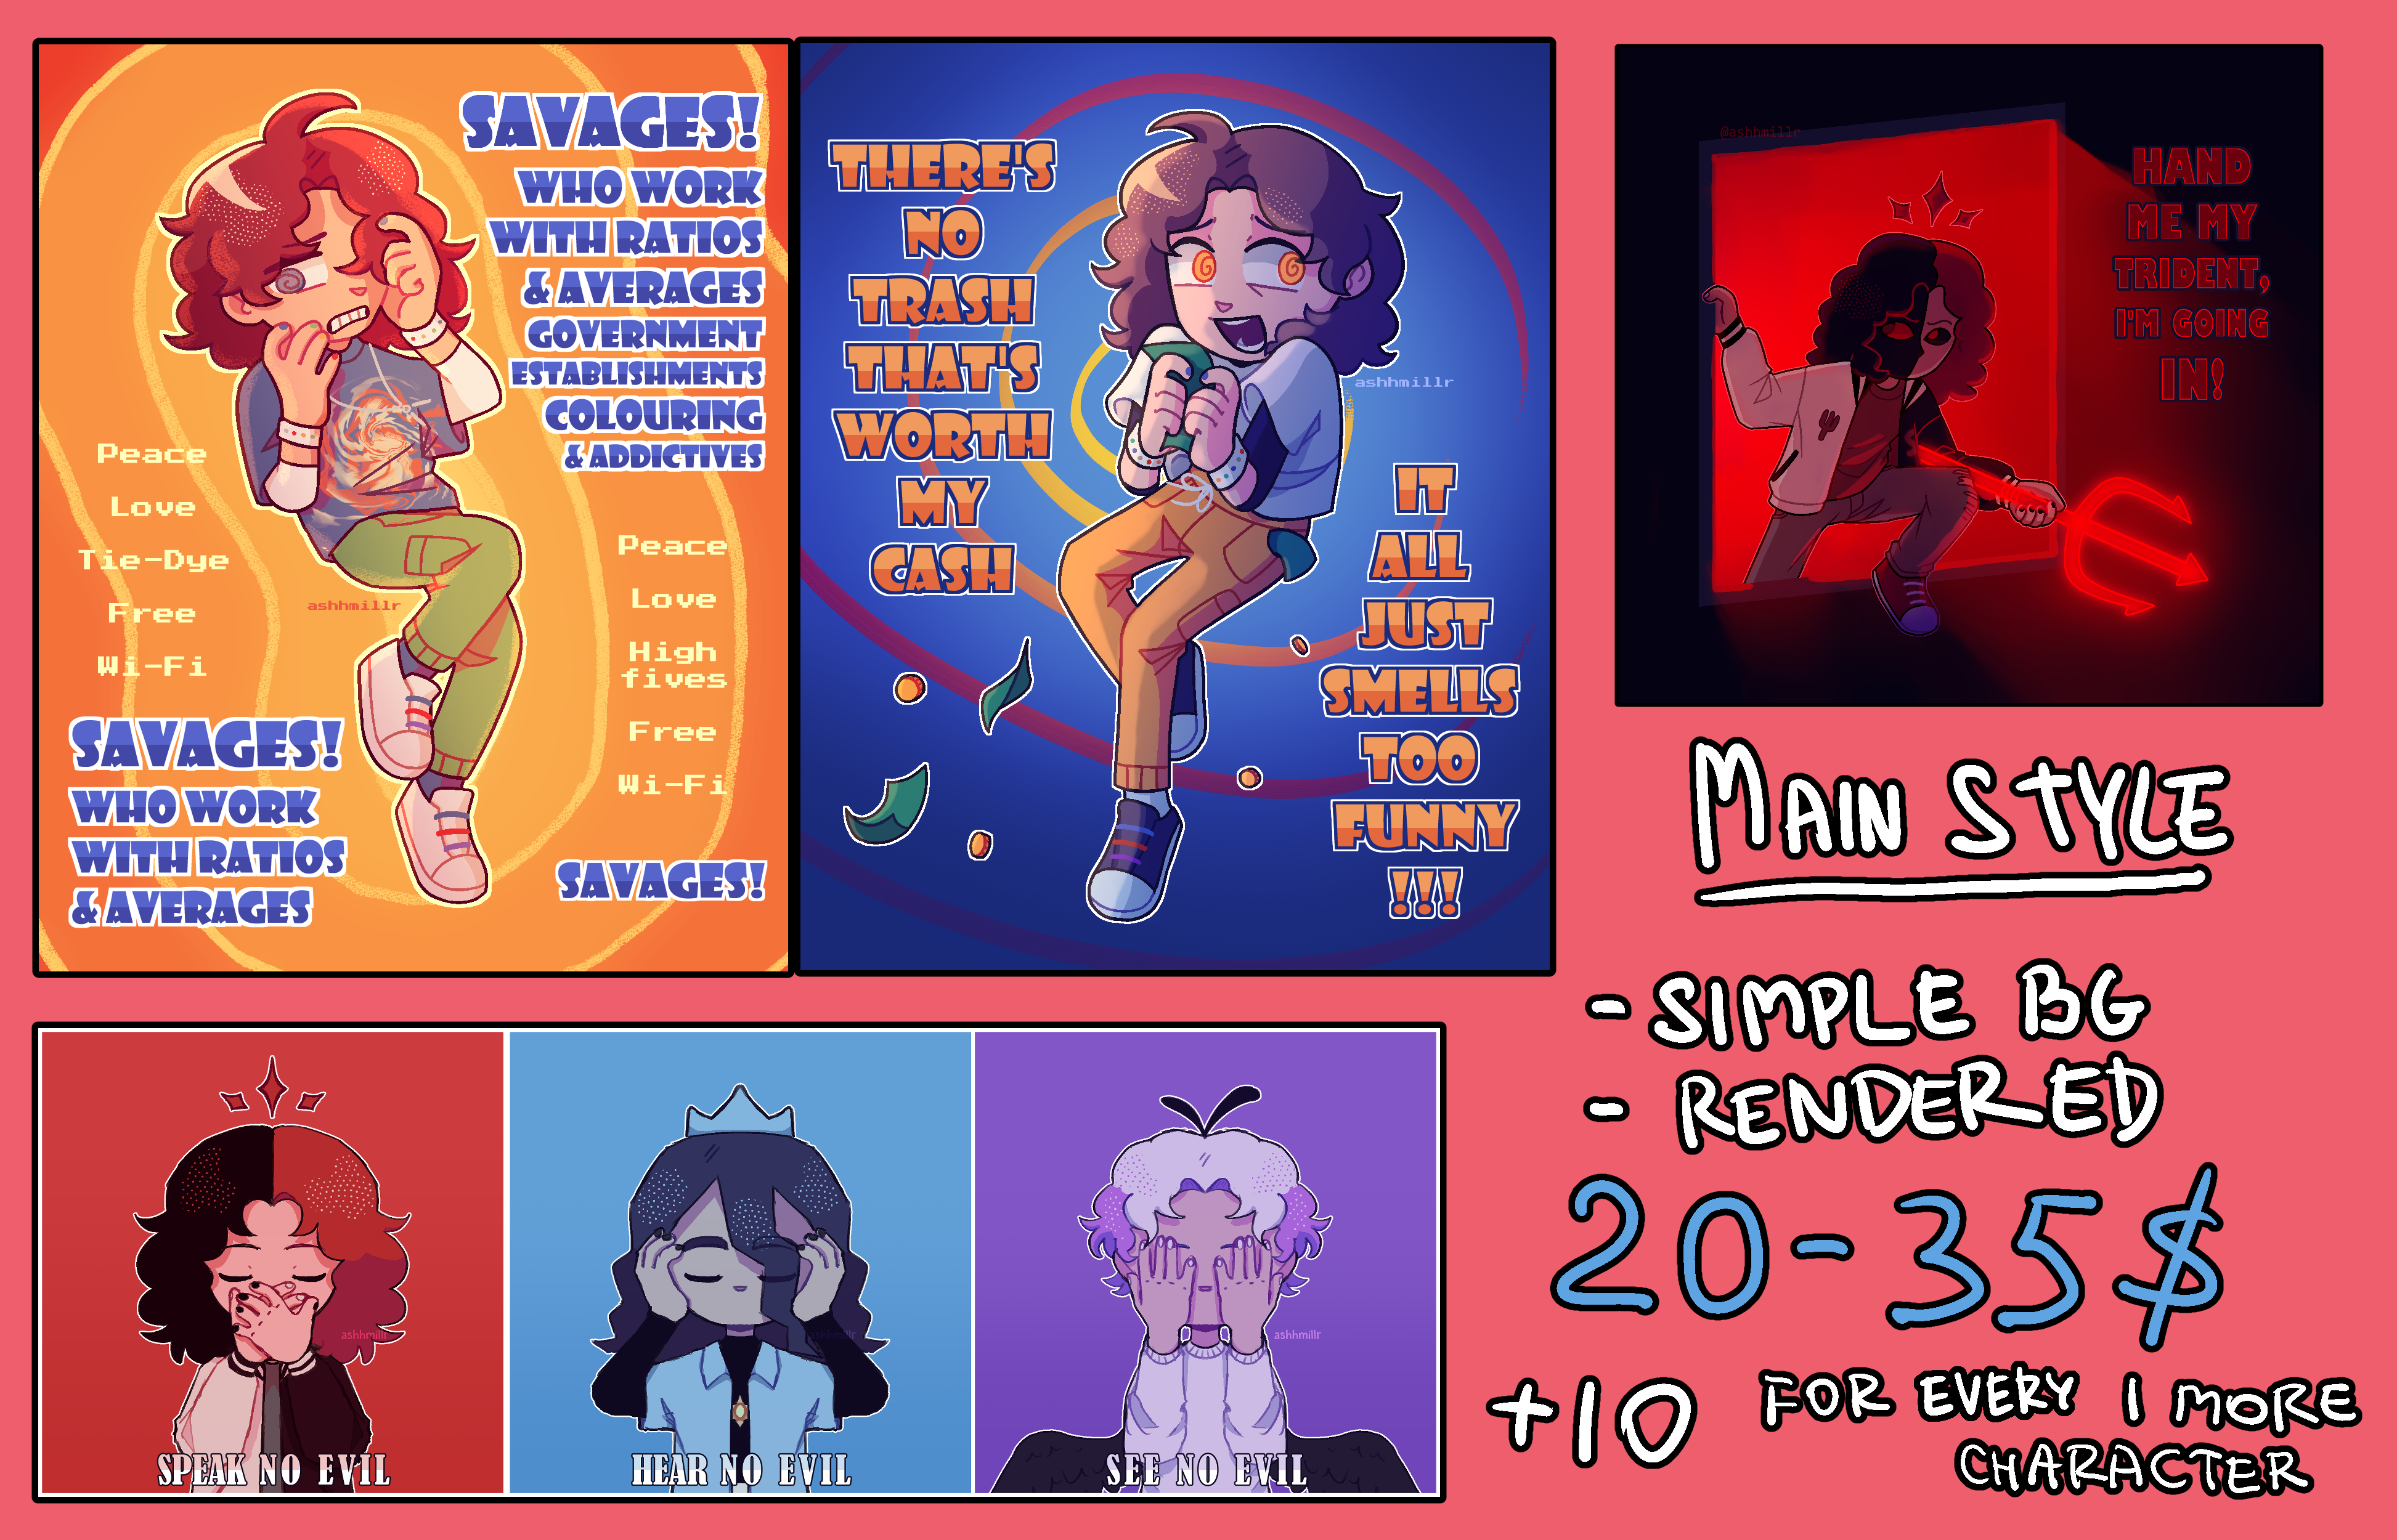 SAVAGES!
WHO WORK
WITH RATIOS
& AVERAGES
GOVERNMENT
ESTABLISHMENTS
COLOURING
& ADDICTIVES
Peace
Love
Tie-Dye
Free
Wi-Fi
ashhmillr
Peace
Love
High
fives
Free
Wi-Fi
SAVAGES!
WHO WORK
WITH RATIOS
& AVERAGES
SAVAGES!
THERE'S
NO
TRASH
THAT'S
WORTH
MY
CASH
ashhmillr
IT
ALL
JUST
SMELLS
TOO
FUNNY
!!!
@ashhmillr
HAND
ME MY
TRIDENT,
I'M GOING
IN!
MAIN STYLE
- SIMPLE BG
- RENDERED
20-35$
+10 FOR EVERY 1 MORE
CHARACTER
ashhmillr
SPEAK NO EVIL
ashhmillr
HEAR NO EVIL
ashhmillr
SEE NO EVIL